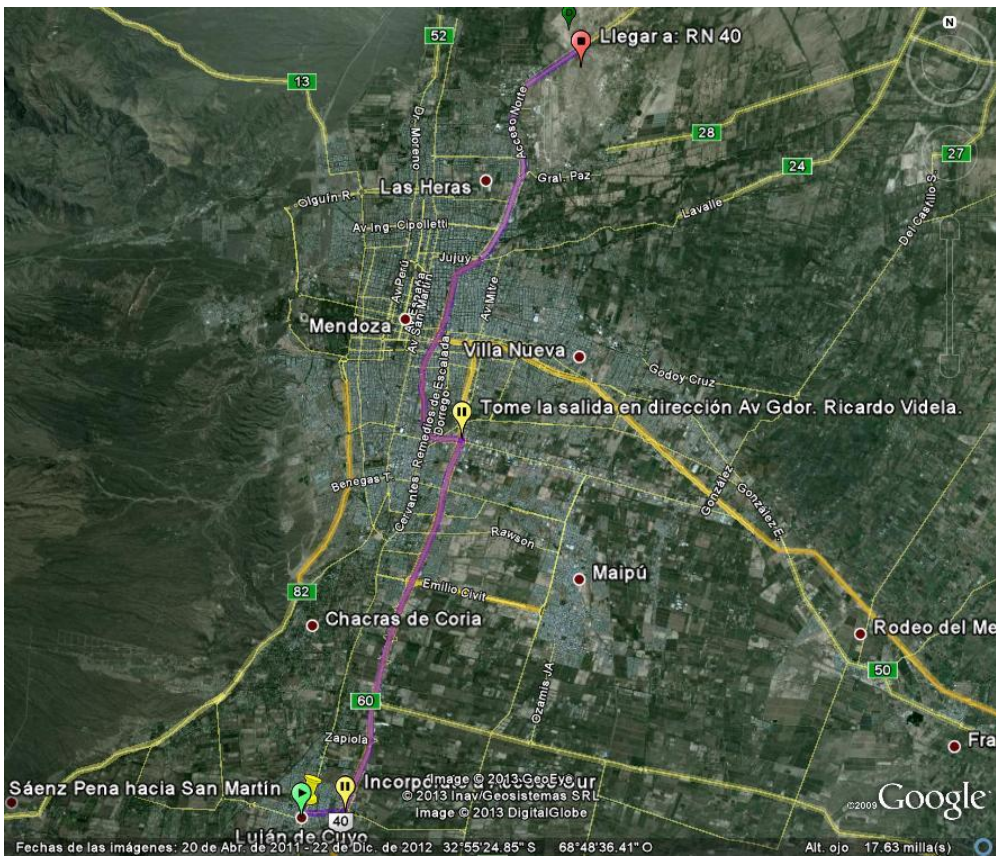 N
52
Llegar a: RN 40
13
Acceso Norte
Dr. Moreno
28
27
24
Gral. Paz
Las Heras
Olguín R.
Lavalle
Del Castillo S.
Av Ing. Cipolletti
Jujuy
Av Perú
Av España
Av San Martín
Av Mitre
Mendoza
Villa Nueva
Godoy Cruz
Remedios de Escalada
Dorrego
Tome la salida en dirección Av Gdor. Ricardo Videla.
Benegas T.
Cervantes
González
González E.
Rawson
Maipú
Emilio Civit
82
Chacras de Coria
Rodeo del Me
50
Ozamis JA
60
Zapiola
Fra
Sáenz Pena hacia San Martín
Image © 2013 GeoEye
© 2013 Inav/Geosistemas SRL
Image © 2013 DigitalGlobe
©2009 Google
40
Luján de Cuyo
Fechas de las imágenes: 20 de Abr. de 2011 - 22 de Dic. de 2012 32°55'24.85" S 68°48'36.41" O Alt. ojo 17.63 milla(s)